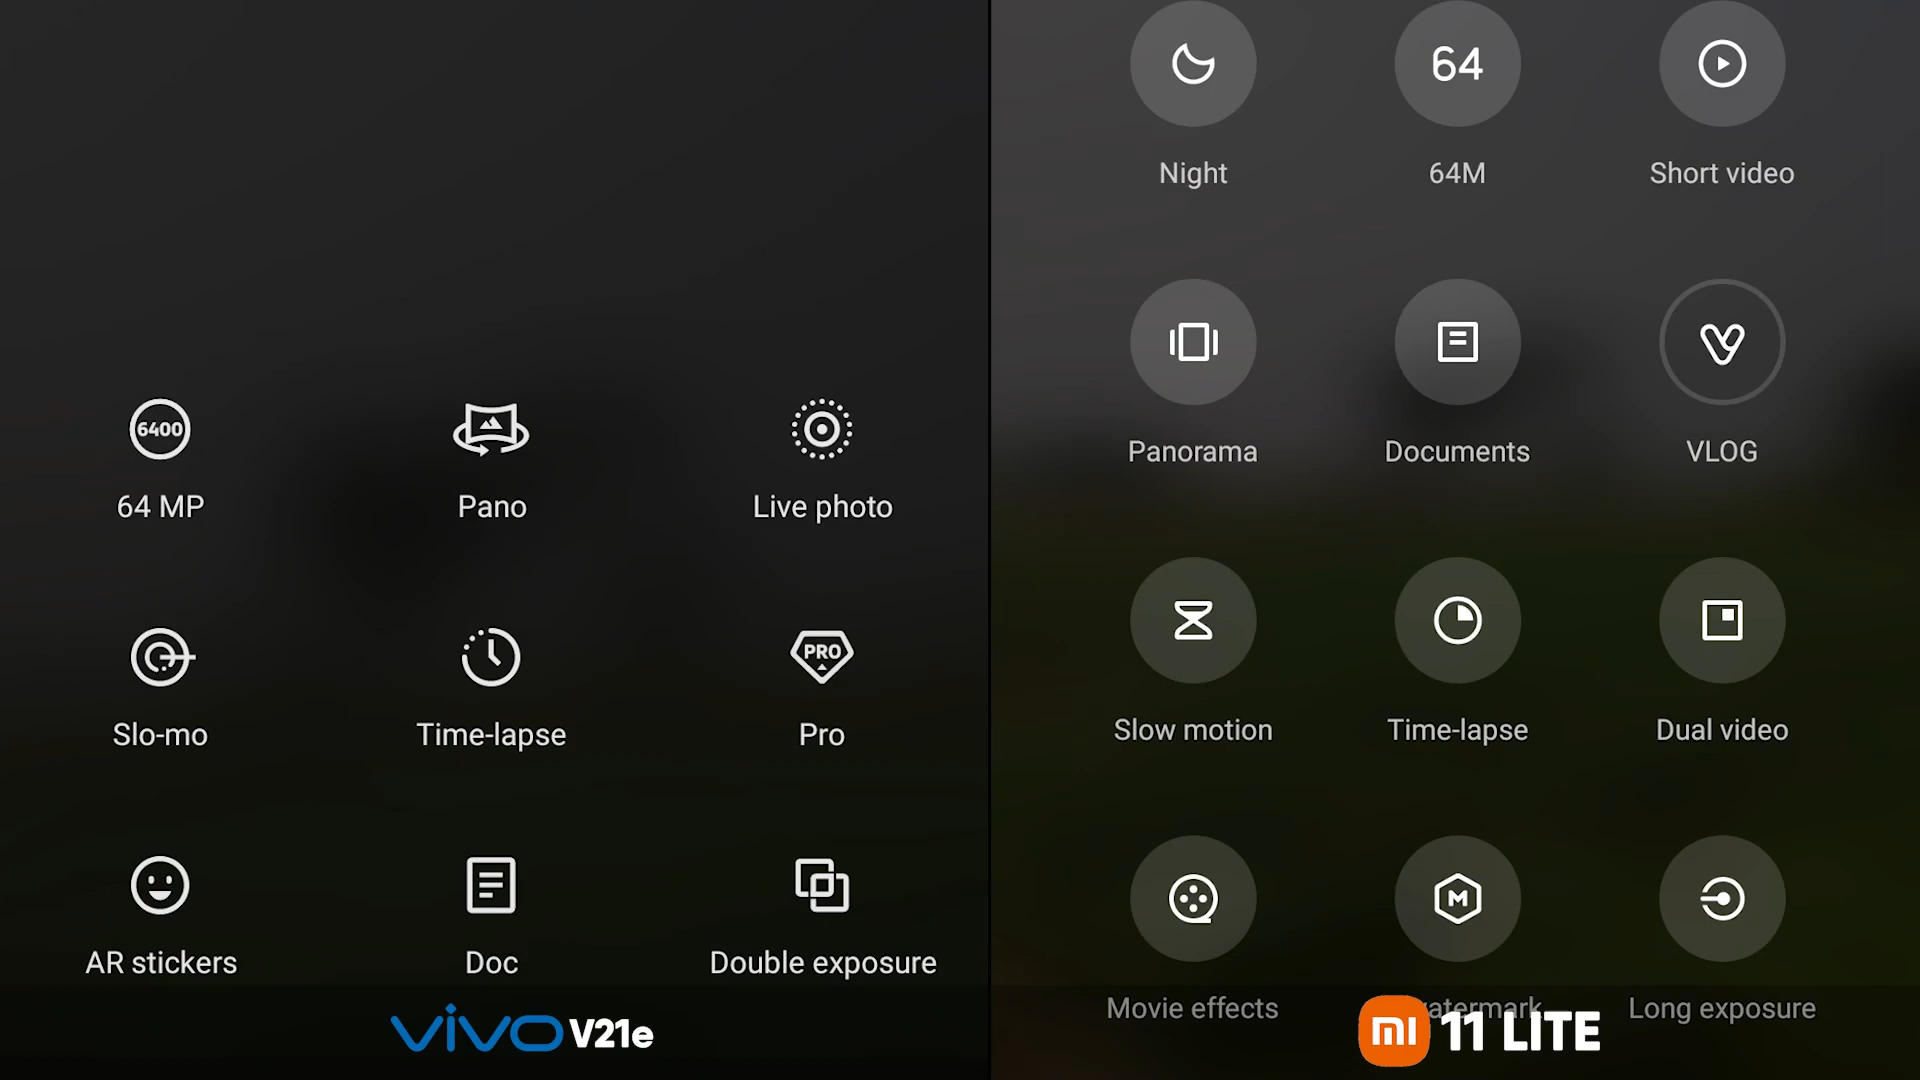 6400
64 MP
Pano
Live photo
Slo-mo
Time-lapse
PRO
Pro
AR stickers
Doc
Double exposure
vivo V21e
64
Night
64M
Short video
Panorama
Documents
VLOG
Slow motion
Time-lapse
Dual video
M
Movie effects
Long exposure
mi 11 LITE